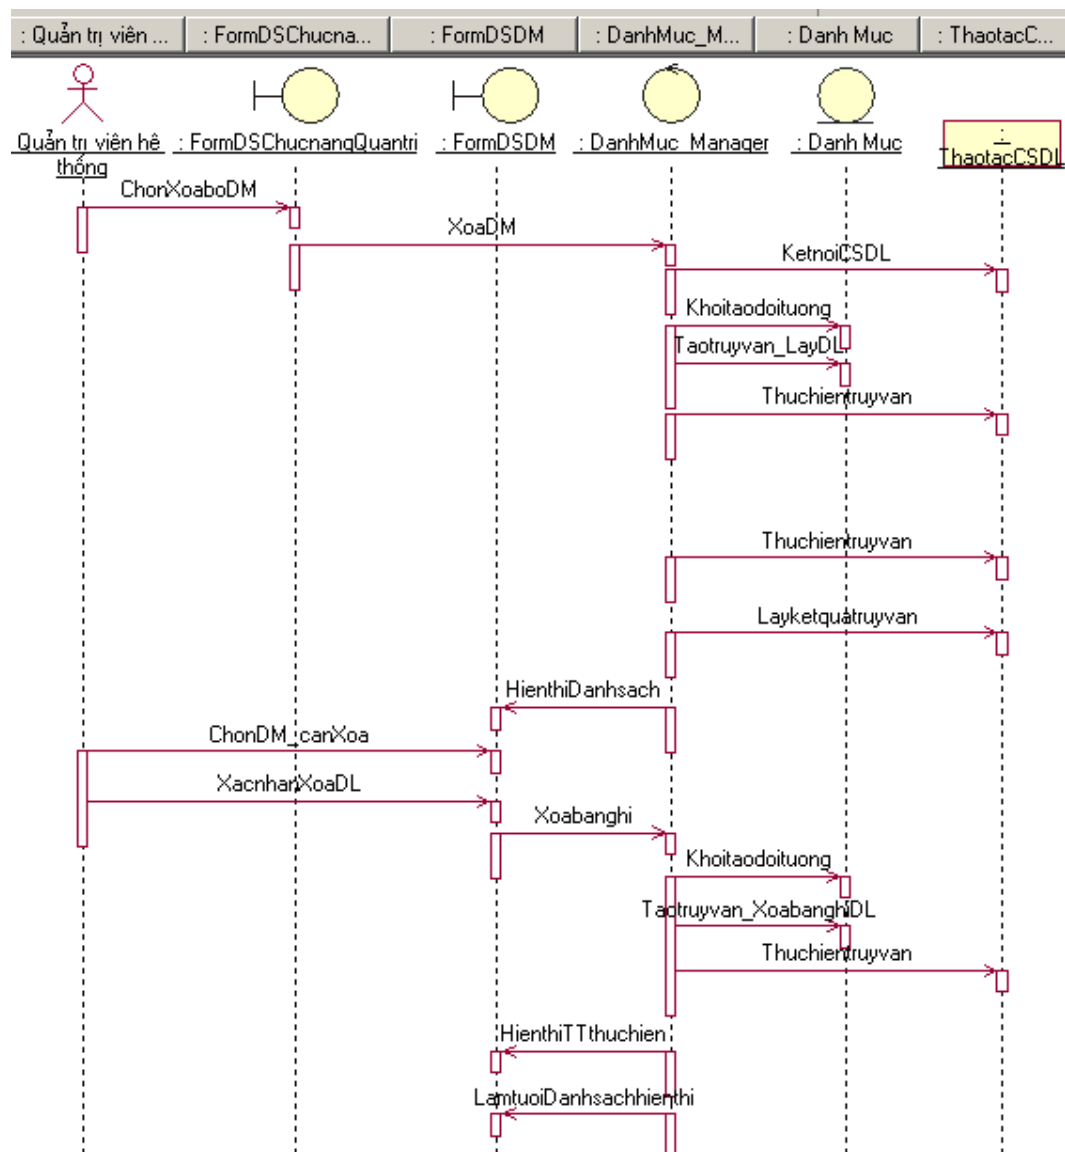 : Quản trị viên ...
: FormDSChucna...
: FormDSDM
: DanhMuc_M...
: Danh Muc
: ThaotacC...
Quản trị viên hê
thống
: FormDSChucnangQuantri
: FormDSDM
: DanhMuc_Manager
: Danh Muc
:
ThaotacCSDL
ChonXoaboDM
XoaDM
KetnoiCSDL
Khoitaodoituong
Taotruyvan_LayDL
Thuchientruyvan
Thuchientruyvan
Layketquatruyvan
HienthiDanhsach
ChonDM_canXoa
XacnhanXoaDL
Xoabanghi
Khoitaodoituong
Taotruyvan_XoabanghiDL
Thuchientruyvan
HienthiTTthuchien
LamtuoiDanhsachhienthi